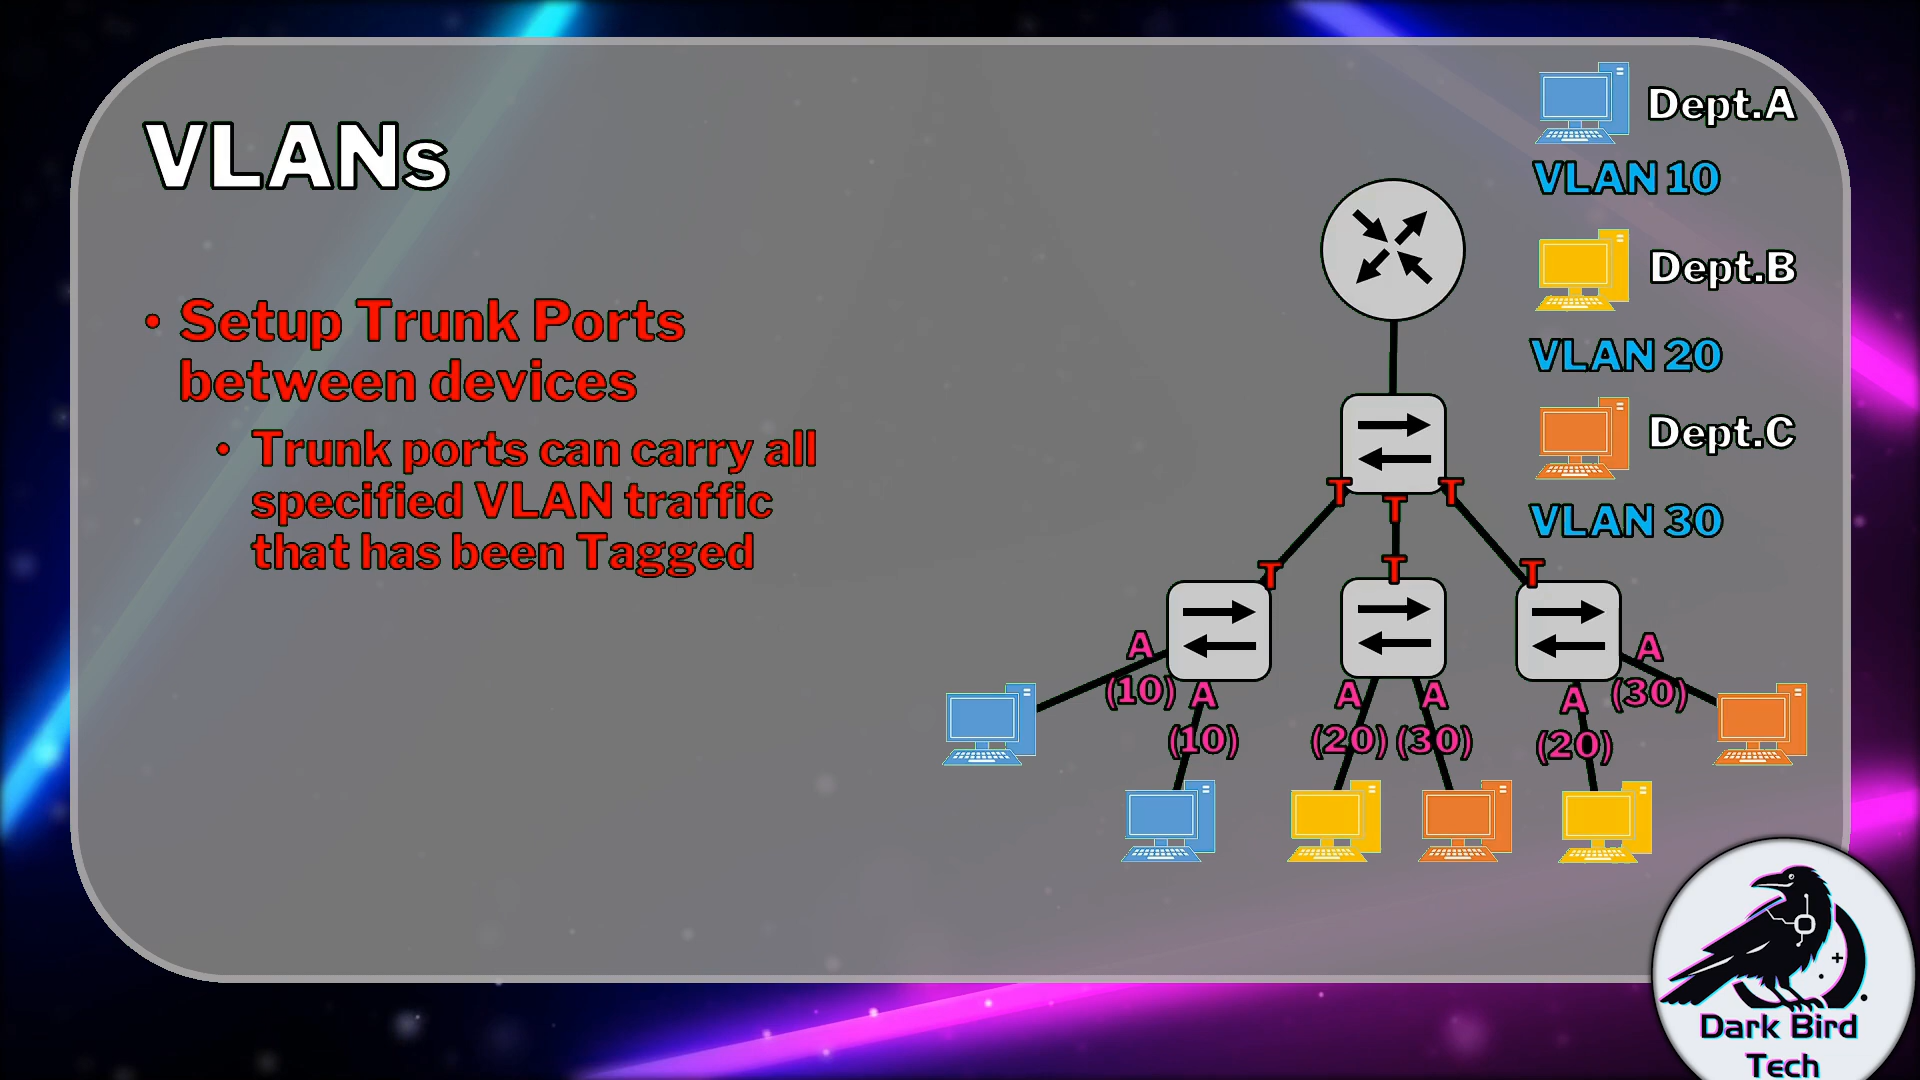 VLANs
• Setup Trunk Ports
between devices
• Trunk ports can carry all
specified VLAN traffic
that has been Tagged
Dept.A
VLAN 10
Dept.B
VLAN 20
Dept.C
VLAN 30
T T T
T T T
A
(10)
A
(10)
A
(20)
A
(30)
A
(20)
A
(30)
Dark Bird
Tech